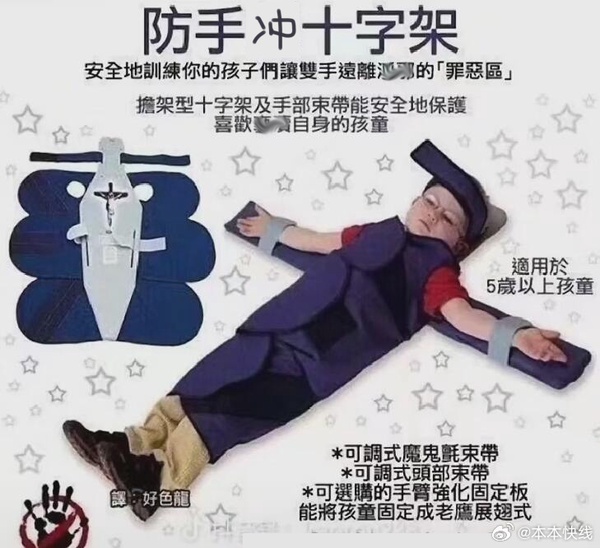 防手冲十字架
安全地訓練你的孩子們讓雙手遠離的「罪惡區」
擔架型十字架及手部束帶能安全地保護
喜歡自身的孩童
適用於
5歲以上孩童
*可調式魔鬼氈束帶
*可調式頭部束帶
*可選購的手臂強化固定板
能將孩童固定成老鷹展翅式
譯:好色龍
@本本快线